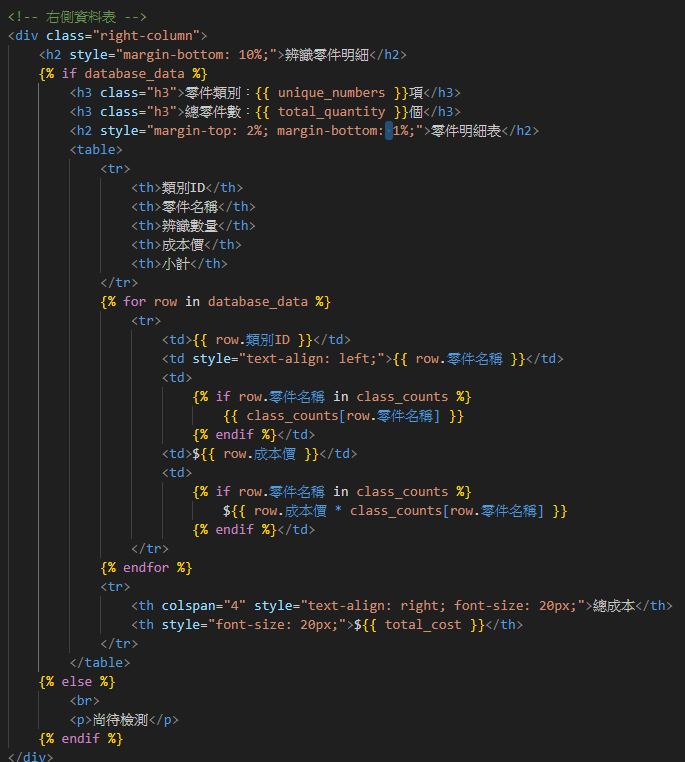 <!-- 右側資料表 -->
<div class="right-column">
<h2 style="margin-bottom: 10%;">辨識零件明細</h2>
{% if database_data %}
<h3 class="h3">零件類別：{{ unique_numbers }}項</h3>
<h3 class="h3">總零件數：{{ total_quantity }}個</h3>
<h2 style="margin-top: 2%; margin-bottom: 1%;">零件明細表</h2>
<table>
<tr>
<th>類別ID</th>
<th>零件名稱</th>
<th>辨識數量</th>
<th>成本價</th>
<th>小計</th>
</tr>
{% for row in database_data %}
<tr>
<td>{{ row.類別ID }}</td>
<td style="text-align: left;">{{ row.零件名稱 }}</td>
<td>
{% if row.零件名稱 in class_counts %}
{{ class_counts[row.零件名稱] }}
{% endif %}</td>
<td>${{ row.成本價 }}</td>
<td>
{% if row.零件名稱 in class_counts %}
${{ row.成本價 * class_counts[row.零件名稱] }}
{% endif %}</td>
</tr>
{% endfor %}
<tr>
<th colspan="4" style="text-align: right; font-size: 20px;">總成本</th>
<th style="font-size: 20px;">${{ total_cost }}</th>
</tr>
</table>
{% else %}
<br>
<p>尚待檢測</p>
{% endif %}
</div>